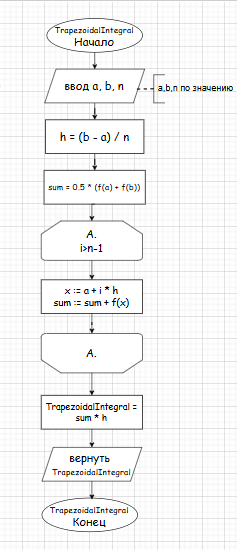 TrapezoidalIntegral
Начало
ввод a, b, n
a,b,n по значению
h = (b - a) / n
sum = 0.5 * (f(a) + f(b))
A.
i>n-1
x := a + i * h
sum := sum + f(x)
A.
TrapezoidalIntegral =
sum * h
вернуть
TrapezoidalIntegral
TrapezoidalIntegral
Конец